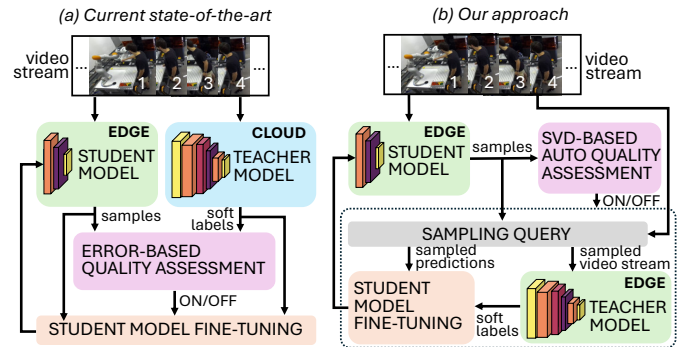 (a) Current state-of-the-art
video
stream
...
1 2 3 4
...
EDGE
STUDENT
MODEL
CLOUD
TEACHER
MODEL
samples
soft
labels
ERROR-BASED
QUALITY ASSESSMENT
ON/OFF
STUDENT MODEL FINE-TUNING
(b) Our approach
...
1 2 3 4
...
video
stream
EDGE
STUDENT
MODEL
samples
SVD-BASED
AUTO QUALITY
ASSESSMENT
ON/OFF
SAMPLING QUERY
sampled
predictions
sampled
video stream
STUDENT
MODEL
FINE-TUNING
soft
labels
EDGE
TEACHER
MODEL